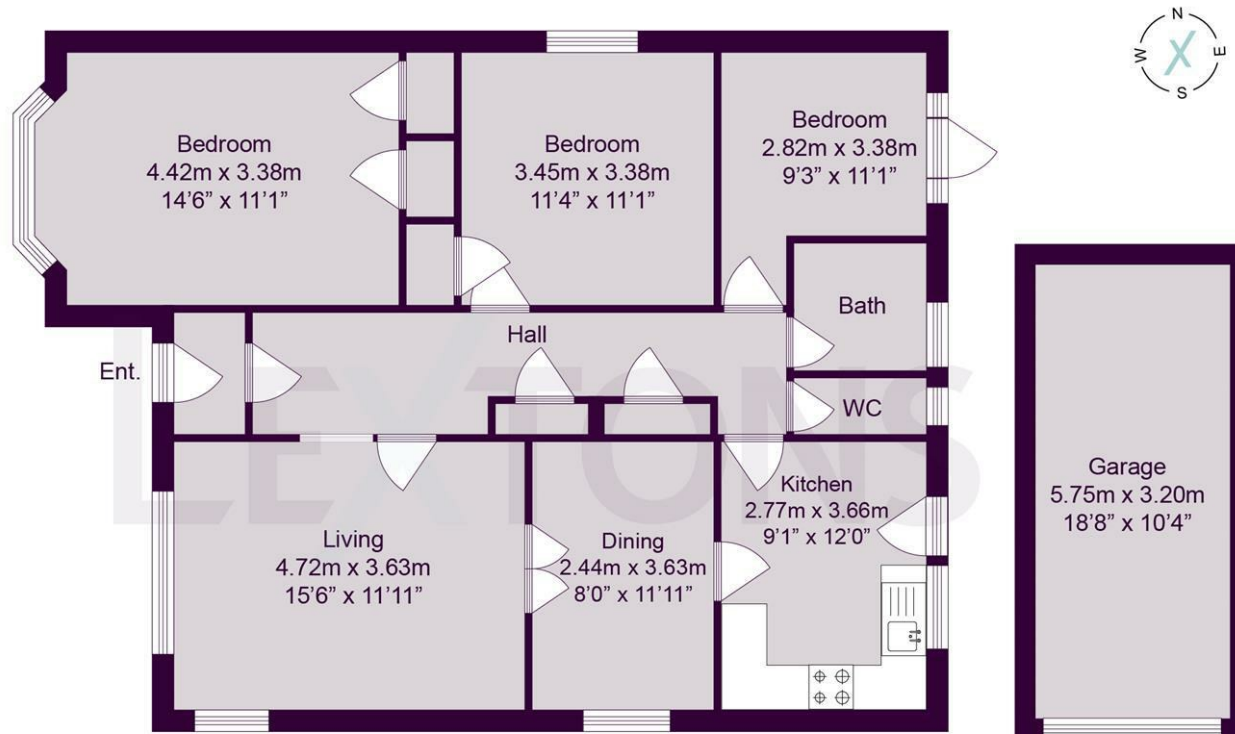 N
W
E
S
X
Bedroom
4.42m x 3.38m
14'6" x 11'1"
Bedroom
3.45m x 3.38m
11'4" x 11'1"
Bedroom
2.82m x 3.38m
9'3" x 11'1"
Bath
Hall
Ent.
WC
LEXTONS
Living
4.72m x 3.63m
15'6" x 11'11"
Dining
2.44m x 3.63m
8'0" x 11'11"
Kitchen
2.77m x 3.66m
9'1" x 12'0"
Garage
5.75m x 3.20m
18'8" x 10'4"